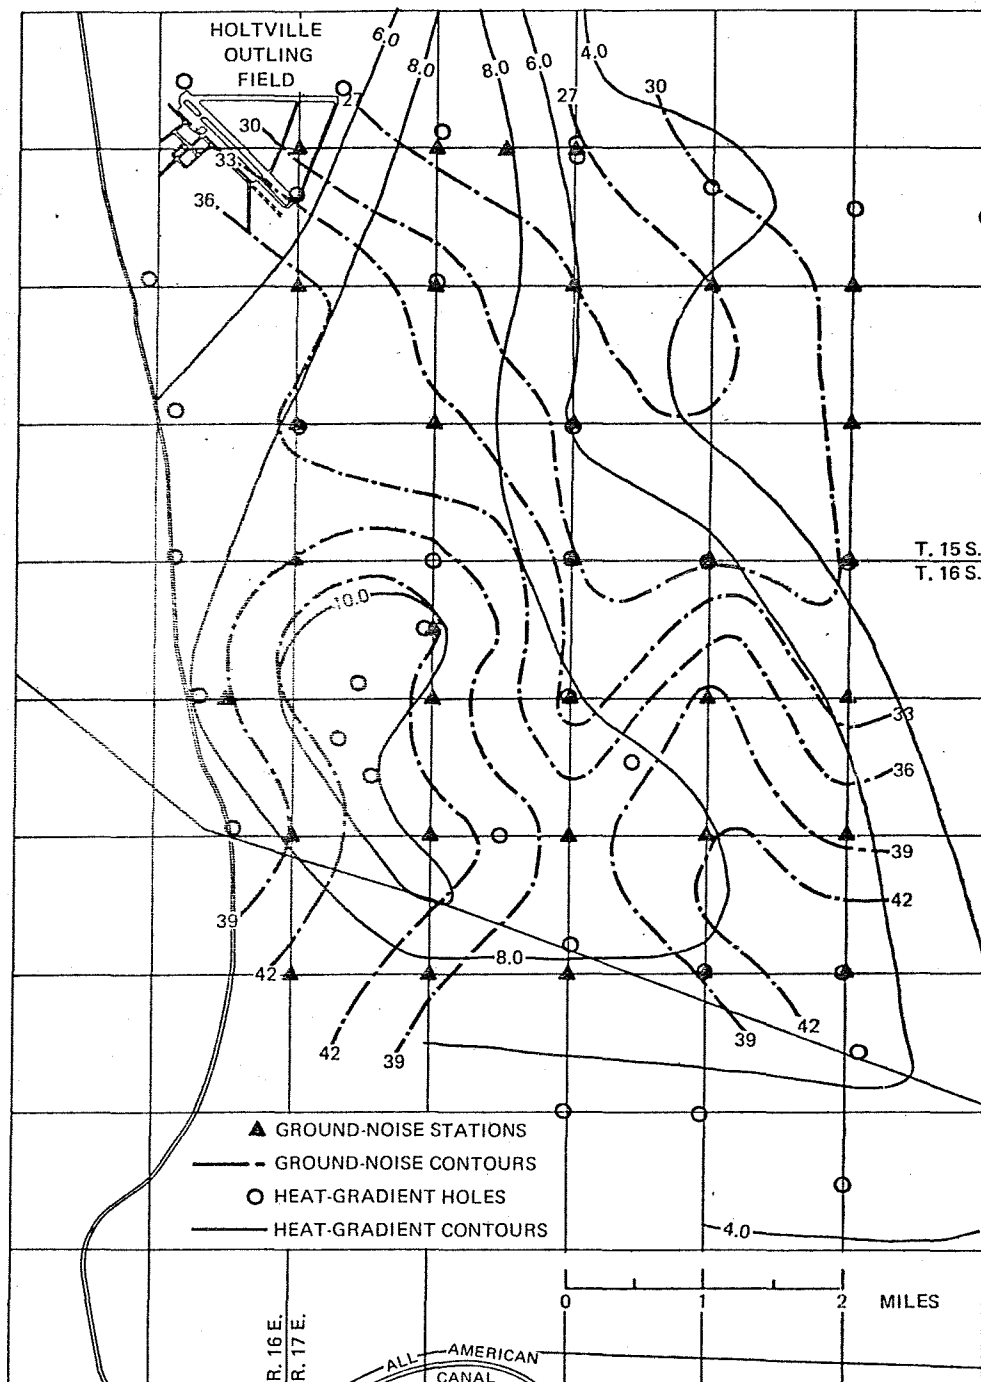 HOLTVILLE
OUTLING
FIELD
6.0
8.0
8.0
6.0
4.0
27
30
27
30
33
36
T. 15 S.
T. 16 S.
10.0
33
36
39
42
39
42
8.0
42
39
39
42
GROUND-NOISE STATIONS
GROUND-NOISE CONTOURS
HEAT-GRADIENT HOLES
HEAT-GRADIENT CONTOURS
4.0
0 1 2 MILES
R. 16 E.
R. 17 E.
ALL AMERICAN
CANAL